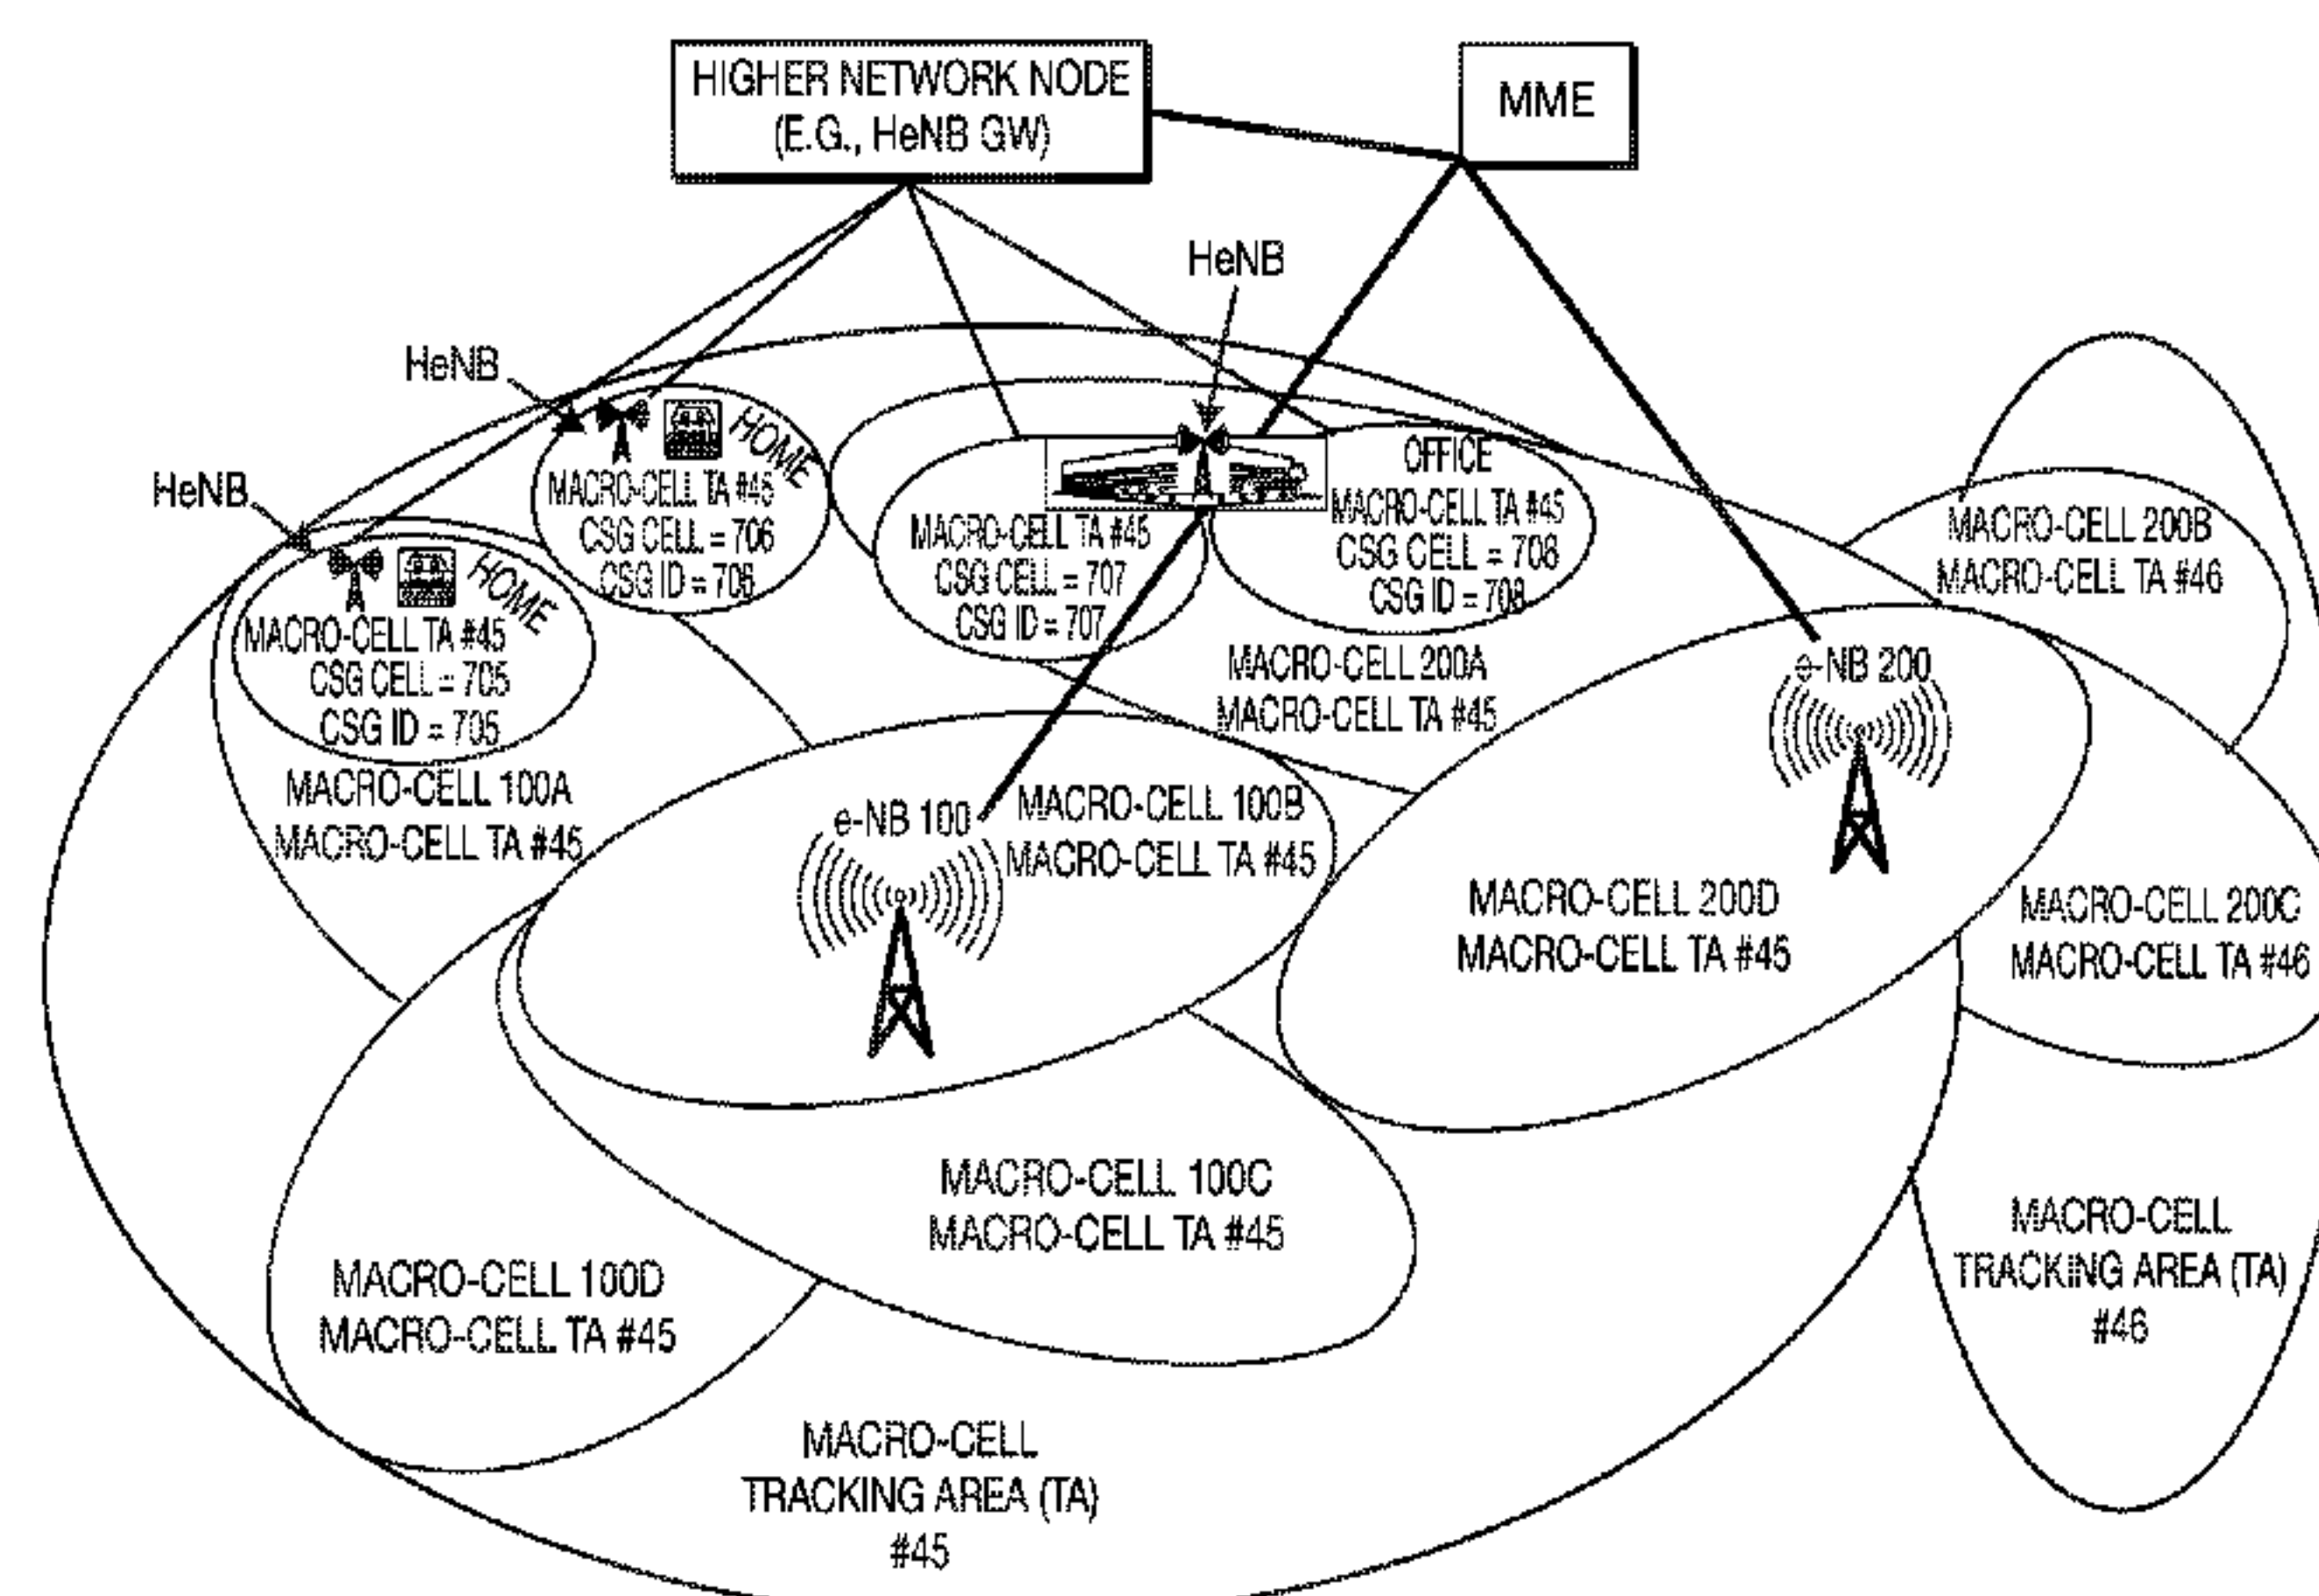 HIGHER NETWORK NODE
(E.G., HeNB GW)
MME
HeNB
HeNB
HeNB
HOME
MACRO-CELL TA #45
CSG CELL = 706
CSG ID = 706
HOME
MACRO-CELL TA #45
CSG CELL = 705
CSG ID = 705
MACRO-CELL TA #45
CSG CELL = 707
CSG ID = 707
OFFICE
MACRO-CELL TA #45
CSG CELL = 708
CSG ID = 708
MACRO-CELL 200B
MACRO-CELL TA #46
MACRO-CELL 200A
MACRO-CELL TA #45
e-NB 200
MACRO-CELL 100A
MACRO-CELL TA #45
e-NB 100
MACRO-CELL 100B
MACRO-CELL TA #45
MACRO-CELL 200D
MACRO-CELL TA #45
MACRO-CELL 200C
MACRO-CELL TA #46
MACRO-CELL 100C
MACRO-CELL TA #45
MACRO-CELL
TRACKING AREA (TA)
#46
MACRO-CELL 100D
MACRO-CELL TA #45
MACRO-CELL
TRACKING AREA (TA)
#45